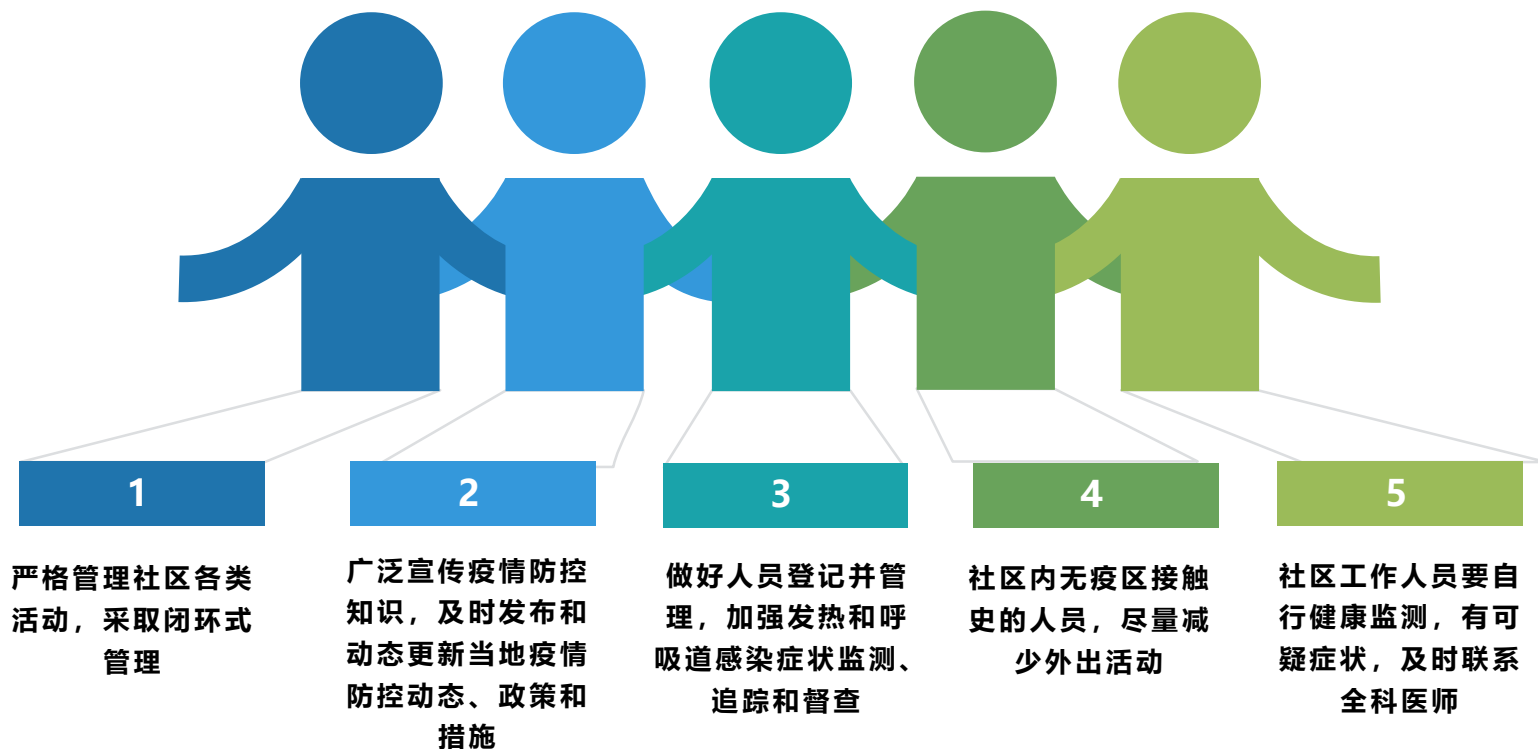 1
严格管理社区各类
活动，采取闭环式
管理
2
广泛宣传疫情防控
知识，及时发布和
动态更新当地疫情
防控动态、政策和
措施
3
做好人员登记并管
理，加强发热和呼
吸道感染症状监测、
追踪和督查
4
社区内无疫区接触
史的人员，尽量减
少外出活动
5
社区工作人员要自
行健康监测，有可
疑症状，及时联系
全科医师